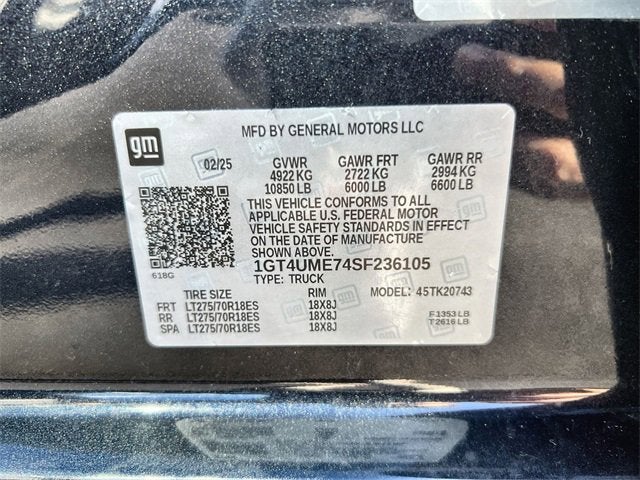 gm
MFD BY GENERAL MOTORS LLC
02/25 GVWR GAWR FRT GAWR RR
4922 KG 2722 KG 2994 KG
10850 LB 6000 LB 6600 LB
THIS VEHICLE CONFORMS TO ALL
APPLICABLE U.S. FEDERAL MOTOR
VEHICLE SAFETY STANDARDS IN EFFECT
ON THE DATE OF MANUFACTURE
SHOWN ABOVE.
618G 1GT4UME74SF236105
TYPE: TRUCK
TIRE SIZE RIM MODEL: 45TK20743
FRT LT275/70R18ES 18X8J F1353 LB
RR LT275/70R18ES 18X8J T2616 LB
SPA LT275/70R18ES 18X8J